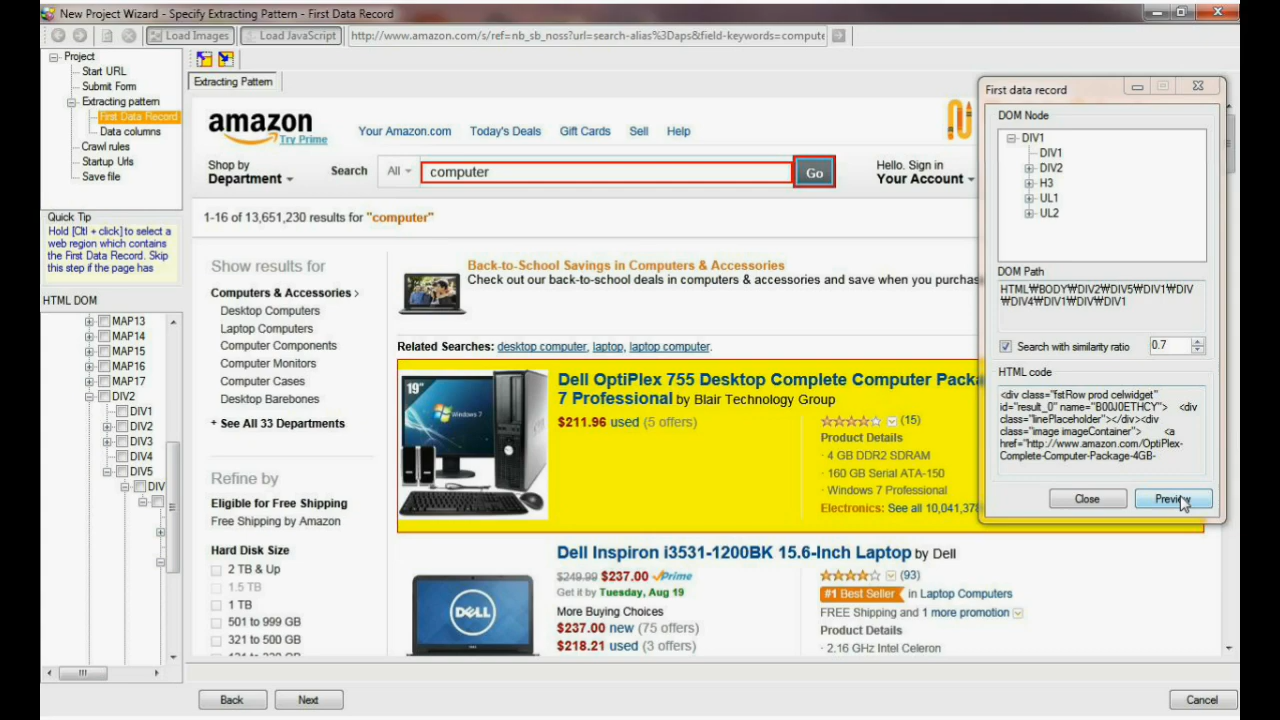 New Project Wizard - Specify Extracting Pattern - First Data Record
Load Images
Load JavaScript
http://www.amazon.com/s/ref=nb_sb_noss?url=search-alias%3Daps&field-keywords=compute
Project
Start URL
Submit Form
Extracting pattern
First Data Record
Data columns
Crawl rules
Startup Urls
Save file
Quick Tip
Hold [Ctl + click] to select a
web region which contains
the First Data Record. Skip
this step if the page has
HTML DOM
MAP13
MAP14
MAP15
MAP16
MAP17
DIV2
DIV1
DIV2
DIV3
DIV4
DIV5
DIV
Extracting Pattern
amazon
Try Prime
Your Amazon.com
Today's Deals
Gift Cards
Sell
Help
Shop by
Department
Search
All
computer
Go
Hello. Sign in
Your Account
1-16 of 13,651,230 results for "computer"
Show results for
Computers & Accessories >
Desktop Computers
Laptop Computers
Computer Components
Computer Monitors
Computer Cases
Desktop Barebones
+ See All 33 Departments
Refine by
Eligible for Free Shipping
Free Shipping by Amazon
Hard Disk Size
2 TB & Up
1.5 TB
1 TB
501 to 999 GB
321 to 500 GB
Back-to-School Savings in Computers & Accessories
Check out our back-to-school deals in computers & accessories and save when you purchas
Related Searches: desktop computer, laptop, laptop computer.
19"
Windows 7
Dell OptiPlex 755 Desktop Complete Computer Packa
7 Professional by Blair Technology Group
$211.96 used (5 offers)
(15)
Product Details
· 4 GB DDR2 SDRAM
· 160 GB Serial ATA-150
· Windows 7 Professional
Electronics: See all 10,041,378
Dell Inspiron i3531-1200BK 15.6-Inch Laptop by Dell
DELL
$249.99 $237.00 Prime
Get it by Tuesday, Aug 19
More Buying Choices
$237.00 new (75 offers)
$218.21 used (3 offers)
(93)
#1 Best Seller in Laptop Computers
FREE Shipping and 1 more promotion
Product Details
· 2.16 GHz Intel Celeron
First data record
DOM Node
DIV1
DIV1
DIV2
H3
UL1
UL2
DOM Path
HTML₩BODY₩DIV2₩DIV5₩DIV1₩DIV
₩DIV4₩DIV1₩DIV₩DIV1
Search with similarity ratio
0.7
HTML code
<div class="fstRow prod celwidget"
id="result_0" name="B00J0ETHCY"> <div
class="linePlaceholder"></div><div
class="image imageContainer"> <a
href="http://www.amazon.com/OptiPlex-
Complete-Computer-Package-4GB-
Close
Preview
Back
Next
Cancel